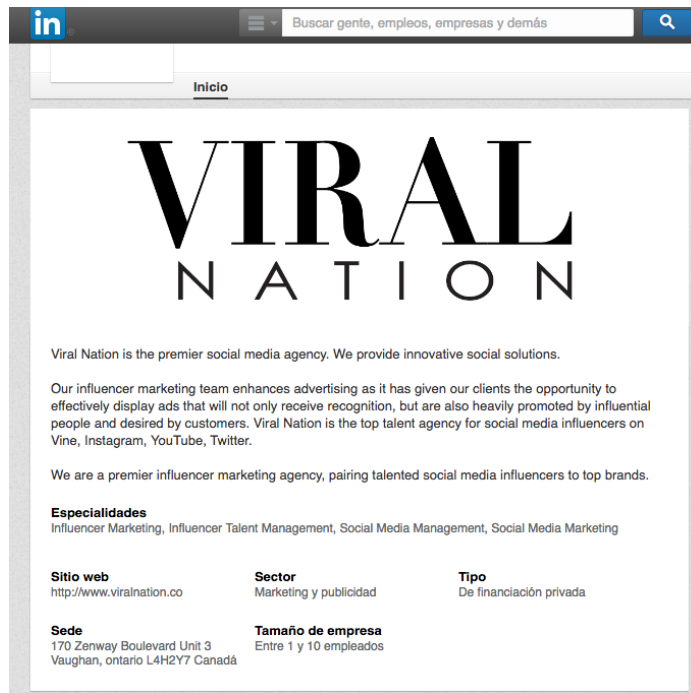 in
Buscar gente, empleos, empresas y demás
Inicio
VIRAL
NATION
Viral Nation is the premier social media agency. We provide innovative social solutions.
Our influencer marketing team enhances advertising as it has given our clients the opportunity to
effectively display ads that will not only receive recognition, but are also heavily promoted by influential
people and desired by customers. Viral Nation is the top talent agency for social media influencers on
Vine, Instagram, YouTube, Twitter.
We are a premier influencer marketing agency, pairing talented social media influencers to top brands.
Especialidades
Influencer Marketing, Influencer Talent Management, Social Media Management, Social Media Marketing
Sitio web
http://www.viralnation.co
Sector
Marketing y publicidad
Tipo
De financiación privada
Sede
170 Zenway Boulevard Unit 3
Vaughan, ontario L4H2Y7 Canadá
Tamaño de empresa
Entre 1 y 10 empleados